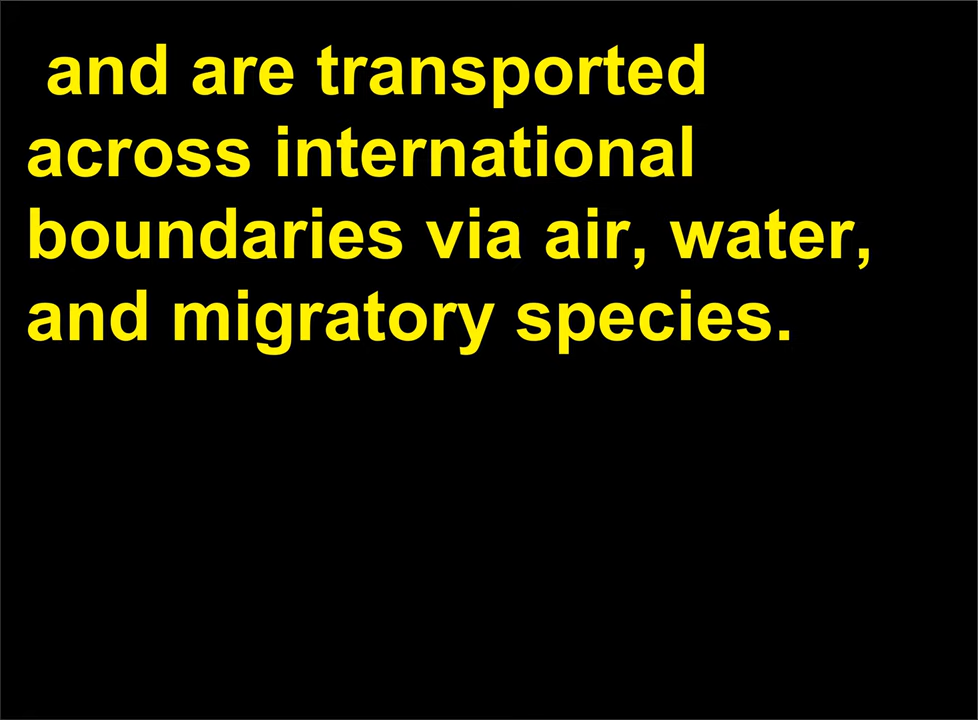 and are transported
across international
boundaries via air, water,
and migratory species.